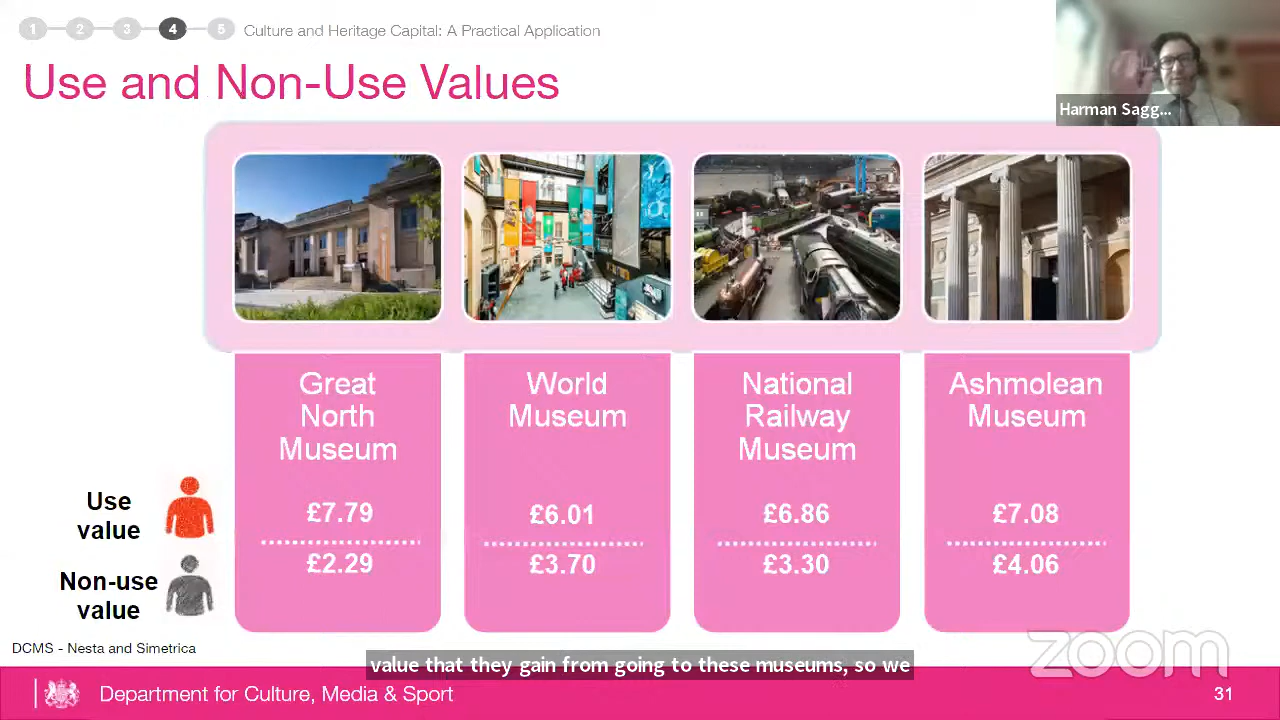 1 2 3 4 5 Culture and Heritage Capital: A Practical Application
Use and Non-Use Values
Harman Sagg...
Great
North
Museum
World
Museum
National
Railway
Museum
Ashmolean
Museum
Use
value
£7.79
£6.01
£6.86
£7.08
Non-use
value
£2.29
£3.70
£3.30
£4.06
DCMS - Nesta and Simetrica
zoom
value that they gain from going to these museums, so we
Department for Culture, Media & Sport
31